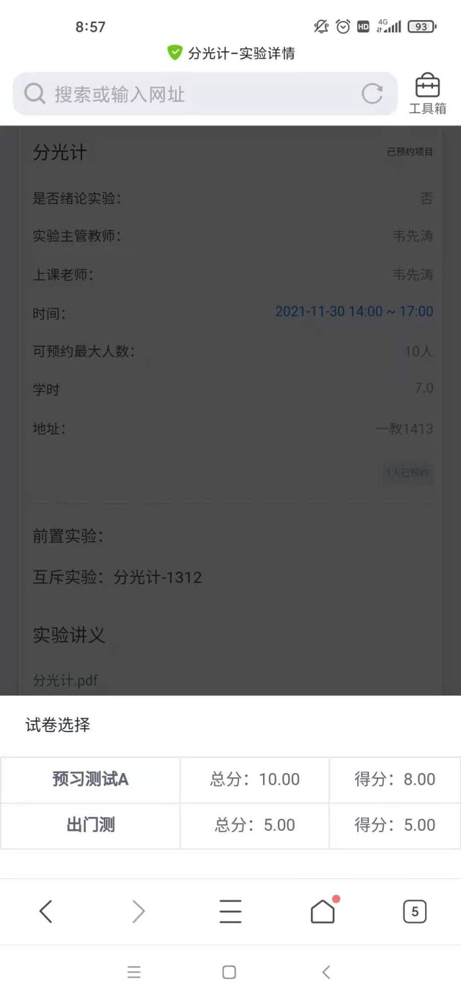 8:57
HD 4G 93
分光计-实验详情
搜索或输入网址
工具箱
分光计 已预约项目
是否绪论实验： 否
实验主管教师： 韦先涛
上课老师： 韦先涛
时间： 2021-11-30 14:00 ~ 17:00
可预约最大人数： 10人
学时 7.0
地址： 一教1413
1人已预约
前置实验：
互斥实验：分光计-1312
实验讲义
分光计.pdf
试卷选择
预习测试A 总分：10.00 得分：8.00
出门测 总分：5.00 得分：5.00
5